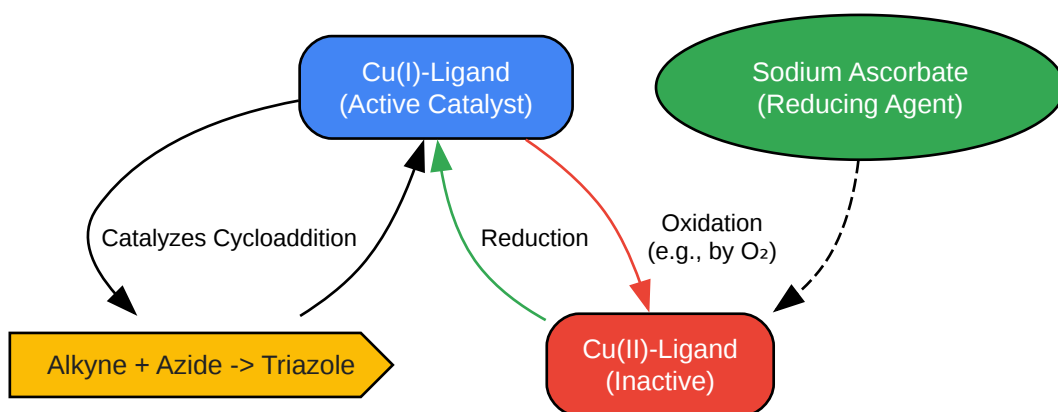 Cu(I)-Ligand
(Active Catalyst)
Sodium Ascorbate
(Reducing Agent)
Catalyzes Cycloaddition
Reduction
Oxidation
(e.g., by O₂)
Alkyne + Azide -> Triazole
Cu(II)-Ligand
(Inactive)